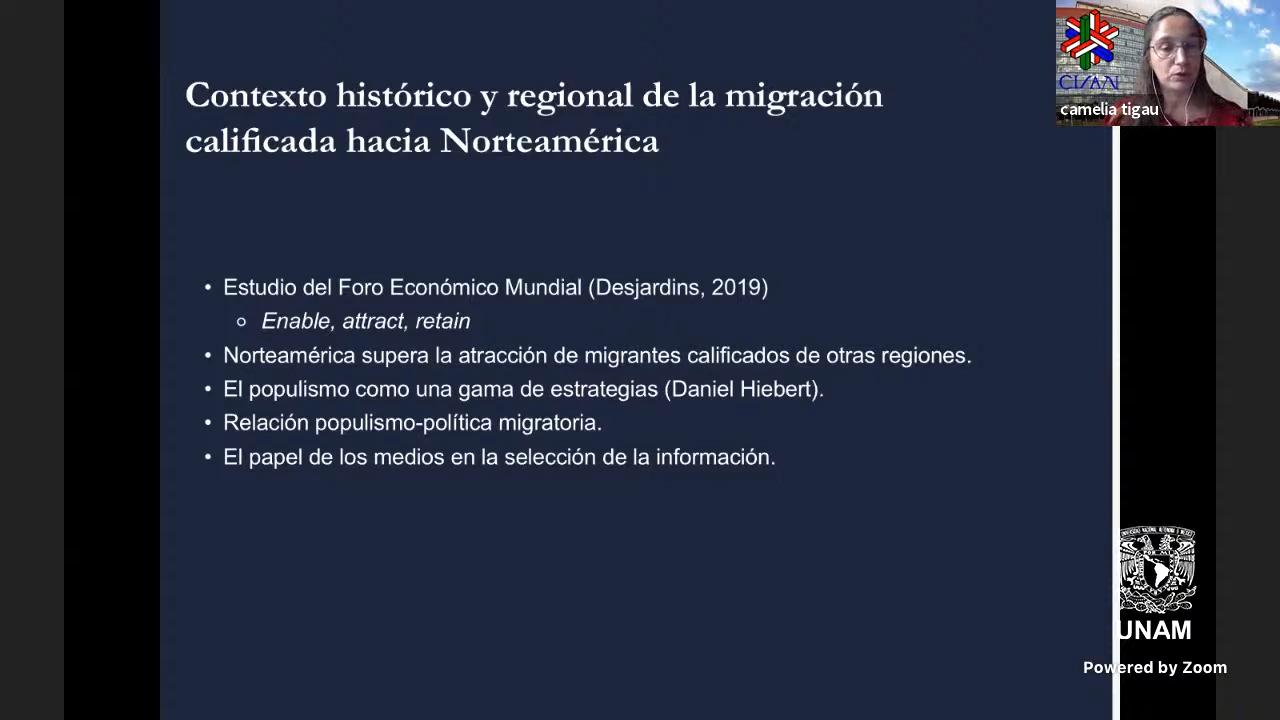 Contexto histórico y regional de la migración
calificada hacia Norteamérica
• Estudio del Foro Económico Mundial (Desjardins, 2019)
Enable, attract, retain
• Norteamérica supera la atracción de migrantes calificados de otras regiones.
• El populismo como una gama de estrategias (Daniel Hiebert).
• Relación populismo-política migratoria.
• El papel de los medios en la selección de la información.
CISAN
camelia tigau
UNAM
Powered by Zoom